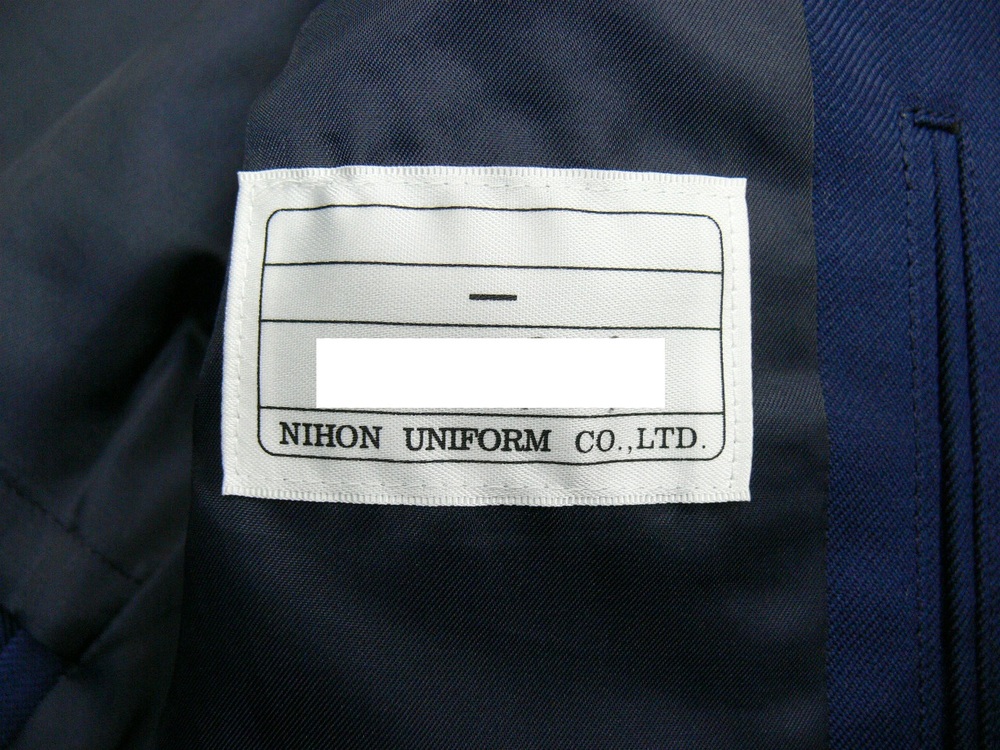 —
NIHON UNIFORM CO.,LTD.